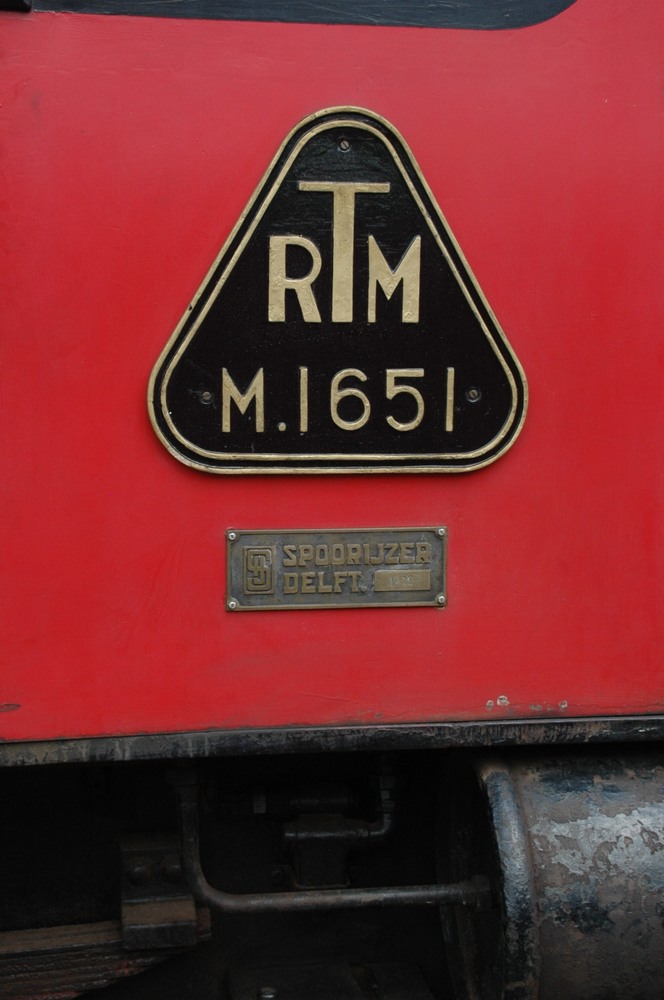 RTM
M.1651
SPOORIJZER
DELFT.